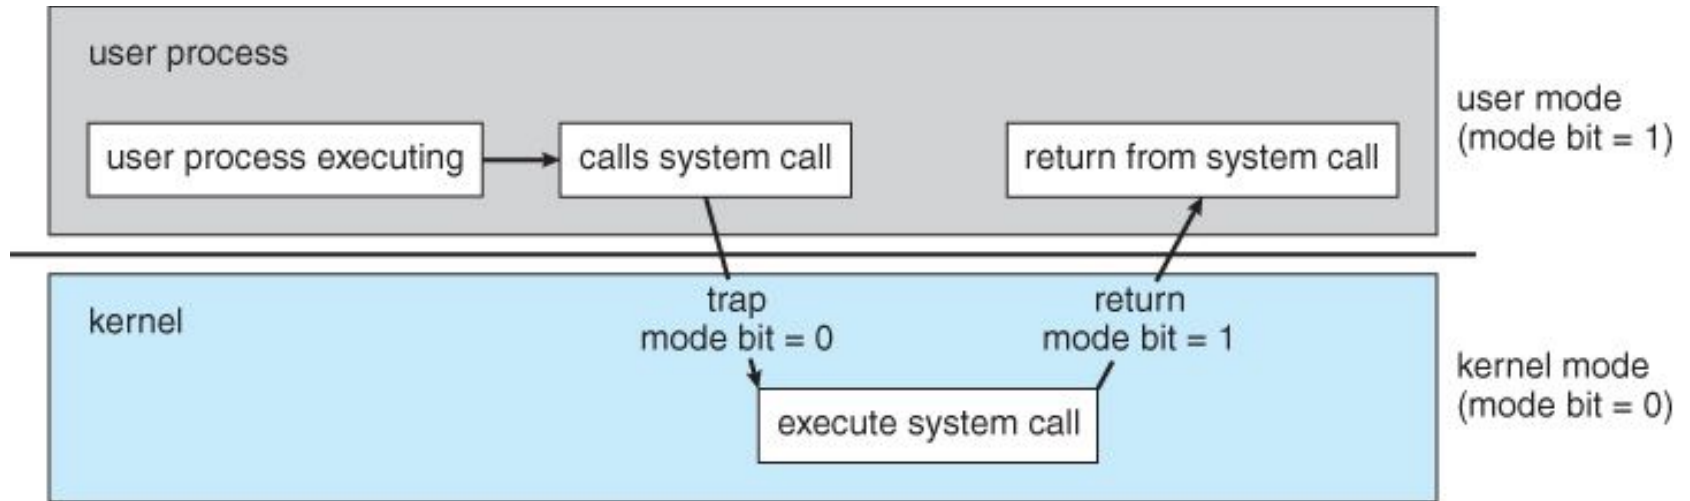 user process
user process executing
calls system call
return from system call
user mode
(mode bit = 1)
kernel
trap
mode bit = 0
return
mode bit = 1
execute system call
kernel mode
(mode bit = 0)